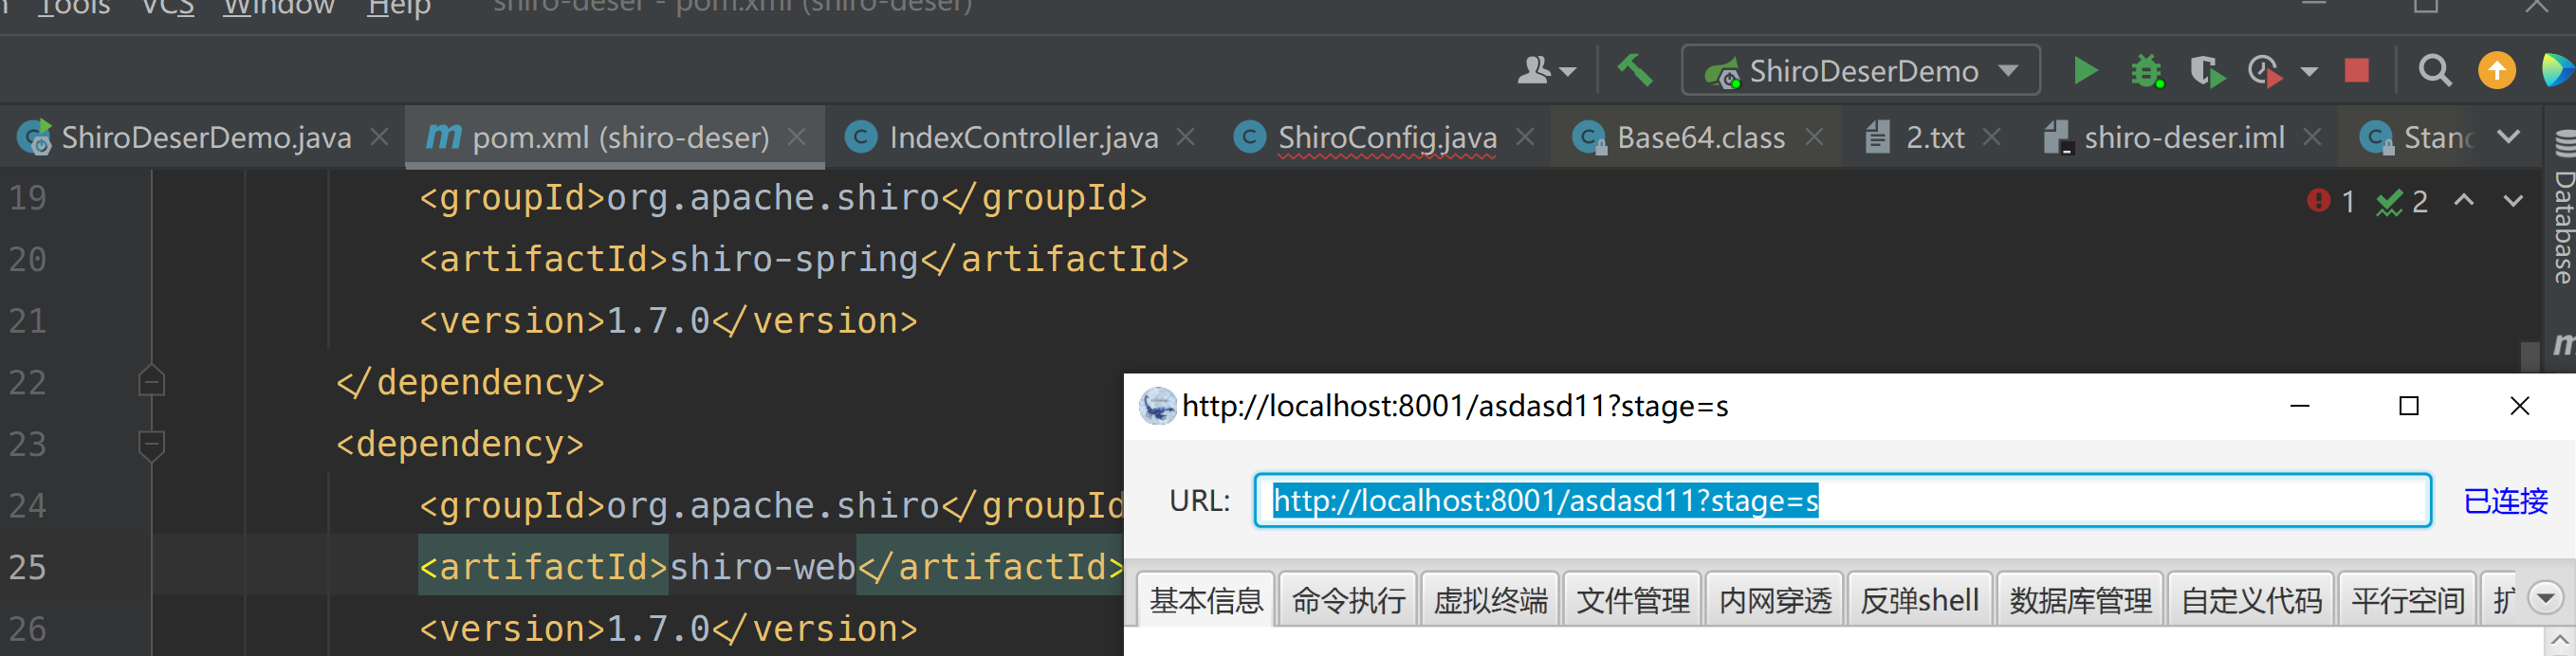 Tools VCS Window Help shiro-deser - pom.xml (shiro-deser)
ShiroDeserDemo
ShiroDeserDemo.java pom.xml (shiro-deser) IndexController.java ShiroConfig.java Base64.class 2.txt shiro-deser.iml Stand
19 <groupId>org.apache.shiro</groupId> 1 2
Database
20 <artifactId>shiro-spring</artifactId>
21 <version>1.7.0</version>
22 </dependency>
23 <dependency>
24 <groupId>org.apache.shiro</groupId
25 <artifactId>shiro-web</artifactId>
26 <version>1.7.0</version>
http://localhost:8001/asdasd11?stage=s
URL: http://localhost:8001/asdasd11?stage=s 已连接
基本信息 命令执行 虚拟终端 文件管理 内网穿透 反弹shell 数据库管理 自定义代码 平行空间 扩